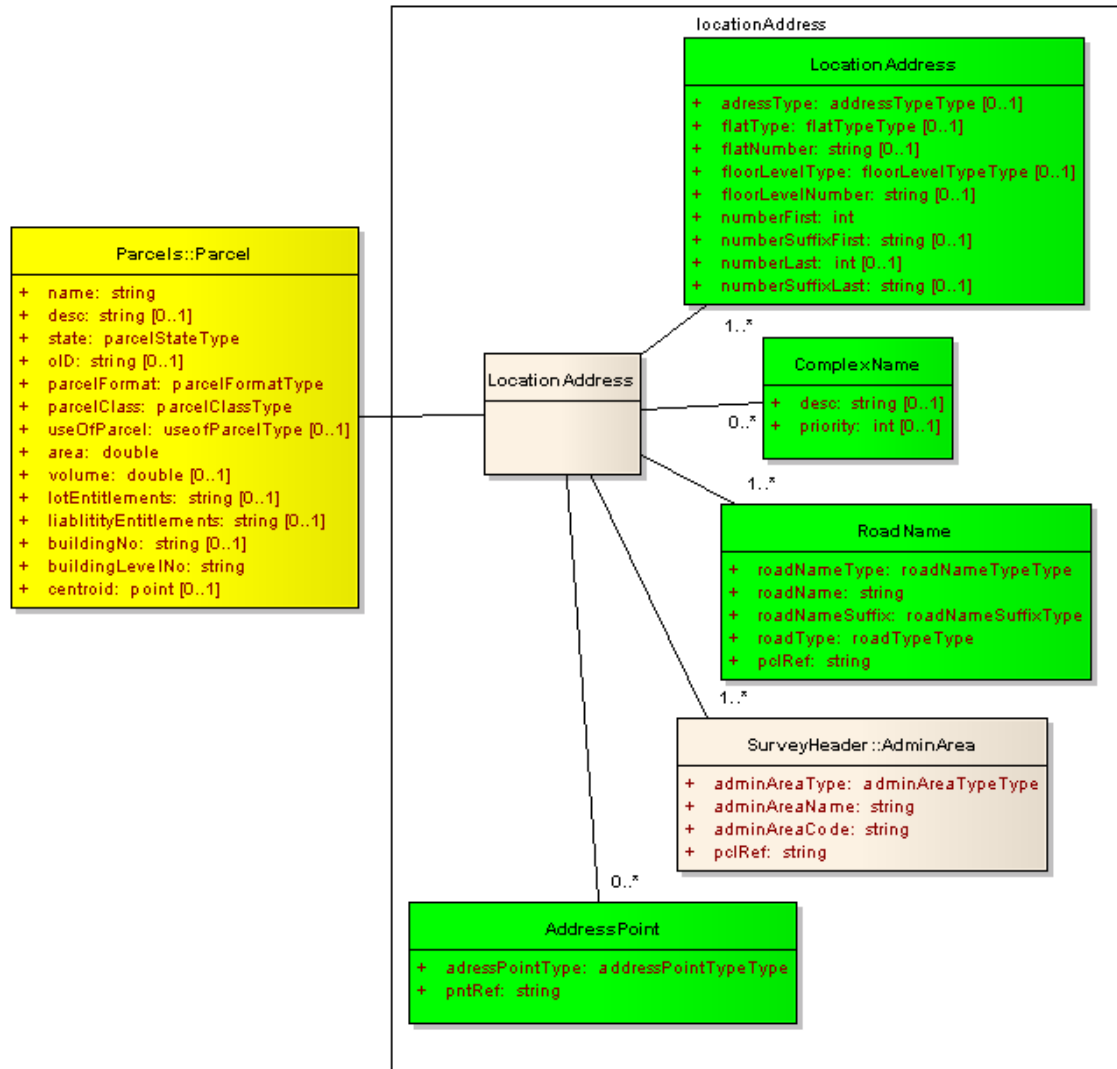 locationAddress
LocationAddress
+ adressType: addressTypeType [0..1]
+ flatType: flatTypeType [0..1]
+ flatNumber: string [0..1]
+ floorLevelType: floorLevelTypeType [0..1]
+ floorLevelNumber: string [0..1]
+ numberFirst: int
+ numberSuffixFirst: string [0..1]
+ numberLast: int [0..1]
+ numberSuffixLast: string [0..1]
1..*
Parcels::Parcel
+ name: string
+ desc: string [0..1]
+ state: parcelStateType
+ oID: string [0..1]
+ parcelFormat: parcelFormatType
+ parcelClass: parcelClassType
+ useOfParcel: useofParcelType [0..1]
+ area: double
+ volume: double [0..1]
+ lotEntitlements: string [0..1]
+ liablitityEntitlements: string [0..1]
+ buildingNo: string [0..1]
+ buildingLevelNo: string
+ centroid: point [0..1]
LocationAddress
ComplexName
+ desc: string [0..1]
+ priority: int [0..1]
0..*
1..*
RoadName
+ roadNameType: roadNameTypeType
+ roadName: string
+ roadNameSuffix: roadNameSuffixType
+ roadType: roadTypeType
+ pclRef: string
1..*
SurveyHeader::AdminArea
+ adminAreaType: adminAreaTypeType
+ adminAreaName: string
+ adminAreaCode: string
+ pclRef: string
0..*
AddressPoint
+ adressPointType: addressPointTypeType
+ pntRef: string